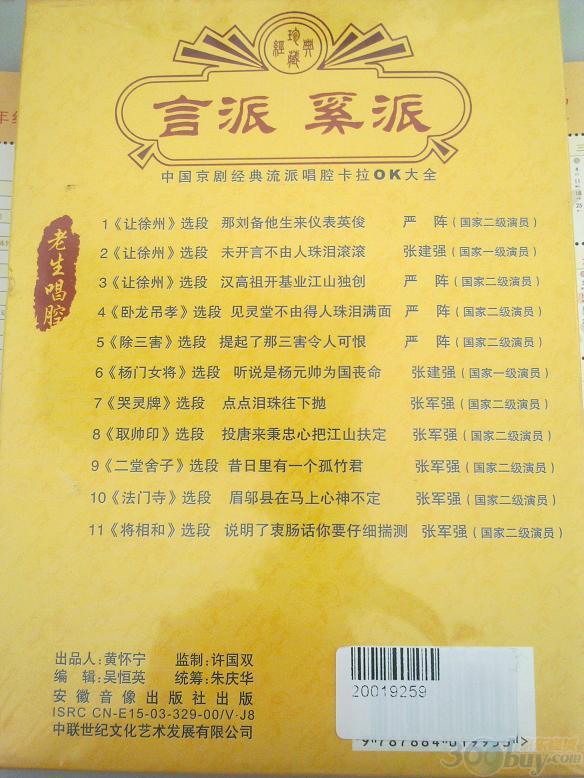 經典珍藏
言派 奚派
中国京剧经典流派唱腔卡拉OK大全
老生唱腔
1《让徐州》选段 那刘备他生来仪表英俊 严 阵(国家二级演员)
2《让徐州》选段 未开言不由人珠泪滚滚 张建强(国家一级演员)
3《让徐州》选段 汉高祖开基业江山独创 严 阵(国家二级演员)
4《卧龙吊孝》选段 见灵堂不由得人珠泪满面 严 阵(国家二级演员)
5《除三害》选段 提起了那三害令人可恨 严 阵(国家二级演员)
6《杨门女将》选段 听说是杨元帅为国丧命 张建强(国家一级演员)
7《哭灵牌》选段 点点泪珠往下抛 张军强(国家二级演员)
8《取帅印》选段 投唐来秉忠心把江山扶定 张军强(国家二级演员)
9《二堂舍子》选段 昔日里有一个孤竹君 张军强(国家二级演员)
10《法门寺》选段 眉邬县在马上心神不定 张军强(国家二级演员)
11《将相和》选段 说明了衷肠话你要仔细揣测 张军强(国家二级演员)
出品人:黄怀宁 监制:许国双
编 辑:吴恒英 统筹:朱庆华
安徽音像出版社出版
ISRC CN-E15-03-329-00/V·J8
中联世纪文化艺术发展有限公司
20019259
360buy.com